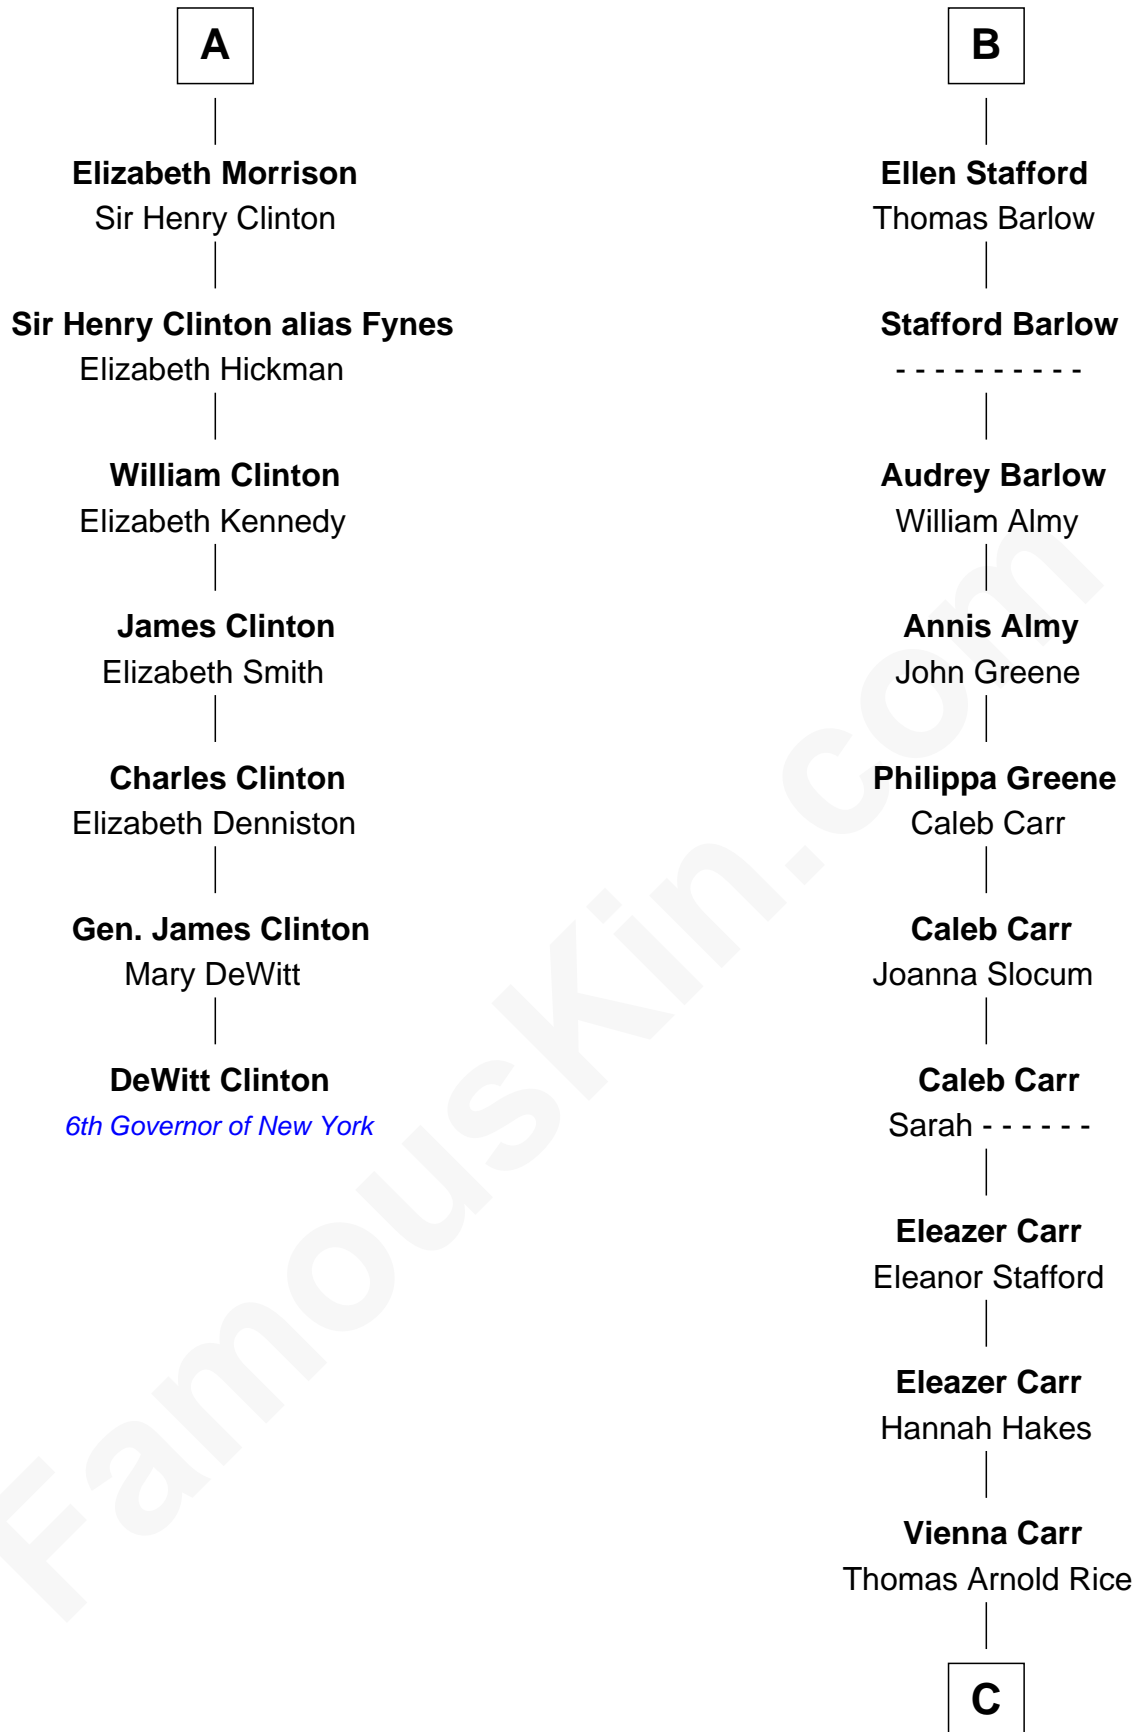 A
Elizabeth Morrison
Sir Henry Clinton
Sir Henry Clinton alias Fynes
Elizabeth Hickman
William Clinton
Elizabeth Kennedy
James Clinton
Elizabeth Smith
Charles Clinton
Elizabeth Denniston
Gen. James Clinton
Mary DeWitt
DeWitt Clinton
6th Governor of New York
B
Ellen Stafford
Thomas Barlow
Stafford Barlow
- - - - - - - - - -
Audrey Barlow
William Almy
Annis Almy
John Greene
Philippa Greene
Caleb Carr
Caleb Carr
Joanna Slocum
Caleb Carr
Sarah - - - - - -
Eleazer Carr
Eleanor Stafford
Eleazer Carr
Hannah Hakes
Vienna Carr
Thomas Arnold Rice
C
FamousKin.com